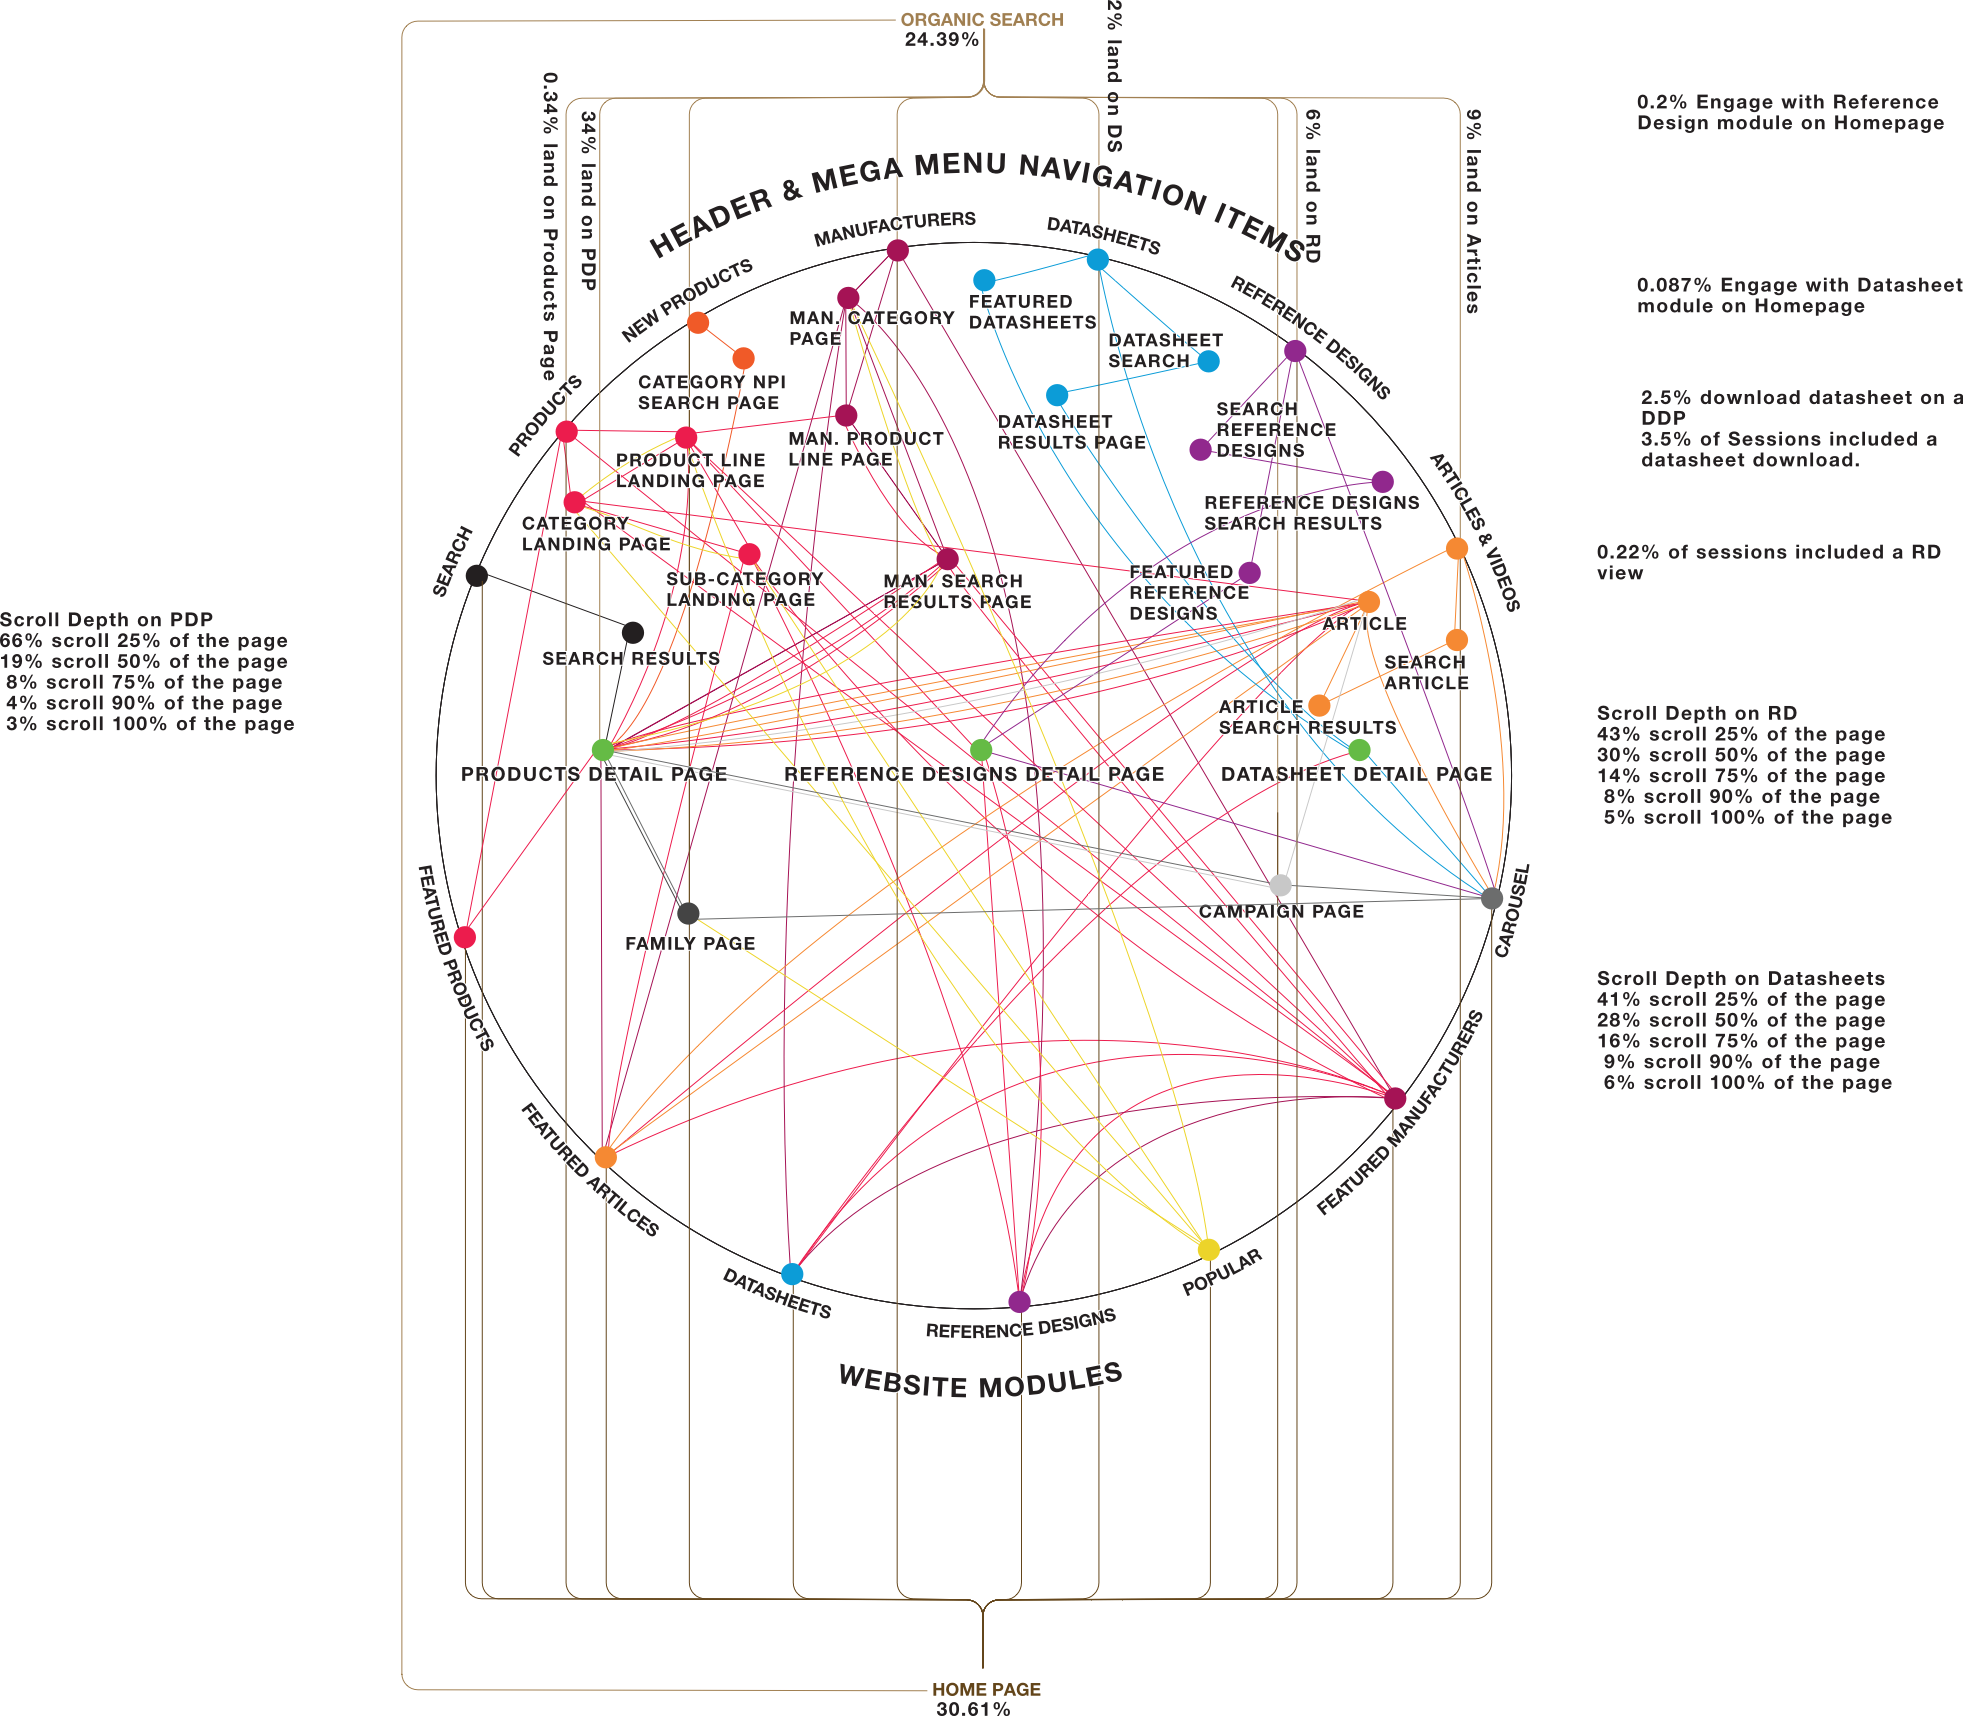 ORGANIC SEARCH
24.39%
0.34% land on Products Page
34% land on PDP
2% land on DS
6% land on RD
9% land on Articles
HEADER & MEGA MENU NAVIGATION ITEMS
PRODUCTS
NEW PRODUCTS
MANUFACTURERS
DATASHEETS
REFERENCE DESIGNS
ARTICLES & VIDEOS
SEARCH
MAN. CATEGORY
PAGE
FEATURED
DATASHEETS
DATASHEET
SEARCH
CATEGORY NPI
SEARCH PAGE
MAN. PRODUCT
LINE PAGE
DATASHEET
RESULTS PAGE
SEARCH
REFERENCE
DESIGNS
PRODUCT LINE
LANDING PAGE
REFERENCE DESIGNS
SEARCH RESULTS
CATEGORY
LANDING PAGE
SUB-CATEGORY
LANDING PAGE
MAN. SEARCH
RESULTS PAGE
FEATURED
REFERENCE
DESIGNS
ARTICLE
SEARCH RESULTS
SEARCH
ARTICLE
ARTICLE
SEARCH RESULTS
PRODUCTS DETAIL PAGE
REFERENCE DESIGNS DETAIL PAGE
DATASHEET DETAIL PAGE
CAMPAIGN PAGE
FAMILY PAGE
CAROUSEL
FEATURED PRODUCTS
FEATURED MANUFACTURERS
FEATURED ARTILCES
DATASHEETS
REFERENCE DESIGNS
POPULAR
WEBSITE MODULES
HOME PAGE
30.61%
Scroll Depth on PDP
66% scroll 25% of the page
19% scroll 50% of the page
8% scroll 75% of the page
4% scroll 90% of the page
3% scroll 100% of the page
0.2% Engage with Reference
Design module on Homepage
0.087% Engage with Datasheet
module on Homepage
2.5% download datasheet on a
DDP
3.5% of Sessions included a
datasheet download.
0.22% of sessions included a RD
view
Scroll Depth on RD
43% scroll 25% of the page
30% scroll 50% of the page
14% scroll 75% of the page
8% scroll 90% of the page
5% scroll 100% of the page
Scroll Depth on Datasheets
41% scroll 25% of the page
28% scroll 50% of the page
16% scroll 75% of the page
9% scroll 90% of the page
6% scroll 100% of the page